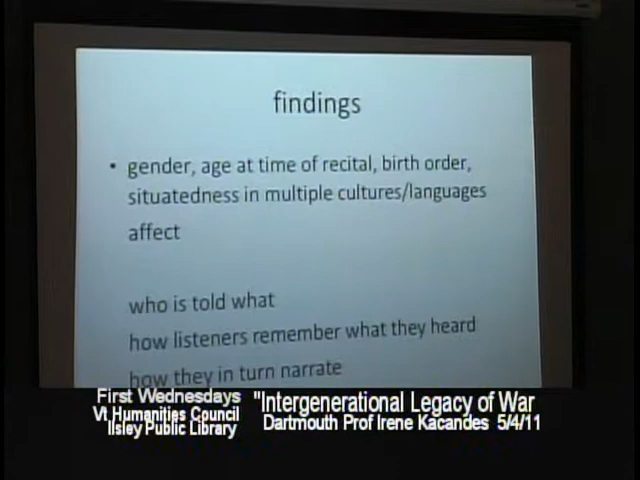 findings
• gender, age at time of recital, birth order,
situatedness in multiple cultures/languages
affect
who is told what
how listeners remember what they heard
how they in turn narrate
First Wednesdays
Vt Humanities Council
Ilsley Public Library
"Intergenerational Legacy of War
Dartmouth Prof Irene Kacandes 5/4/11